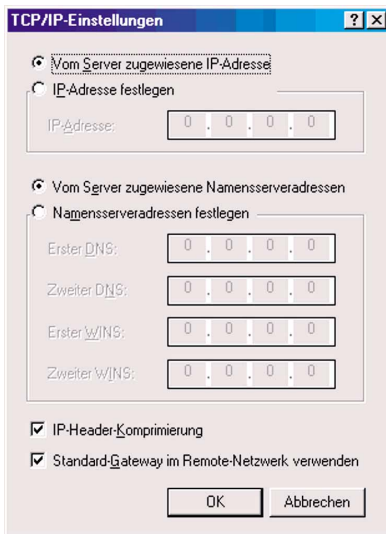 TCP/IP-Einstellungen
Vom Server zugewiesene IP-Adresse
IP-Adresse festlegen
IP-Adresse: 0 . 0 . 0 . 0
Vom Server zugewiesene Namensserveradressen
Namensserveradressen festlegen
Erster DNS: 0 . 0 . 0 . 0
Zweiter DNS: 0 . 0 . 0 . 0
Erster WINS: 0 . 0 . 0 . 0
Zweiter WINS: 0 . 0 . 0 . 0
IP-Header-Komprimierung
Standard-Gateway im Remote-Netzwerk verwenden
OK Abbrechen